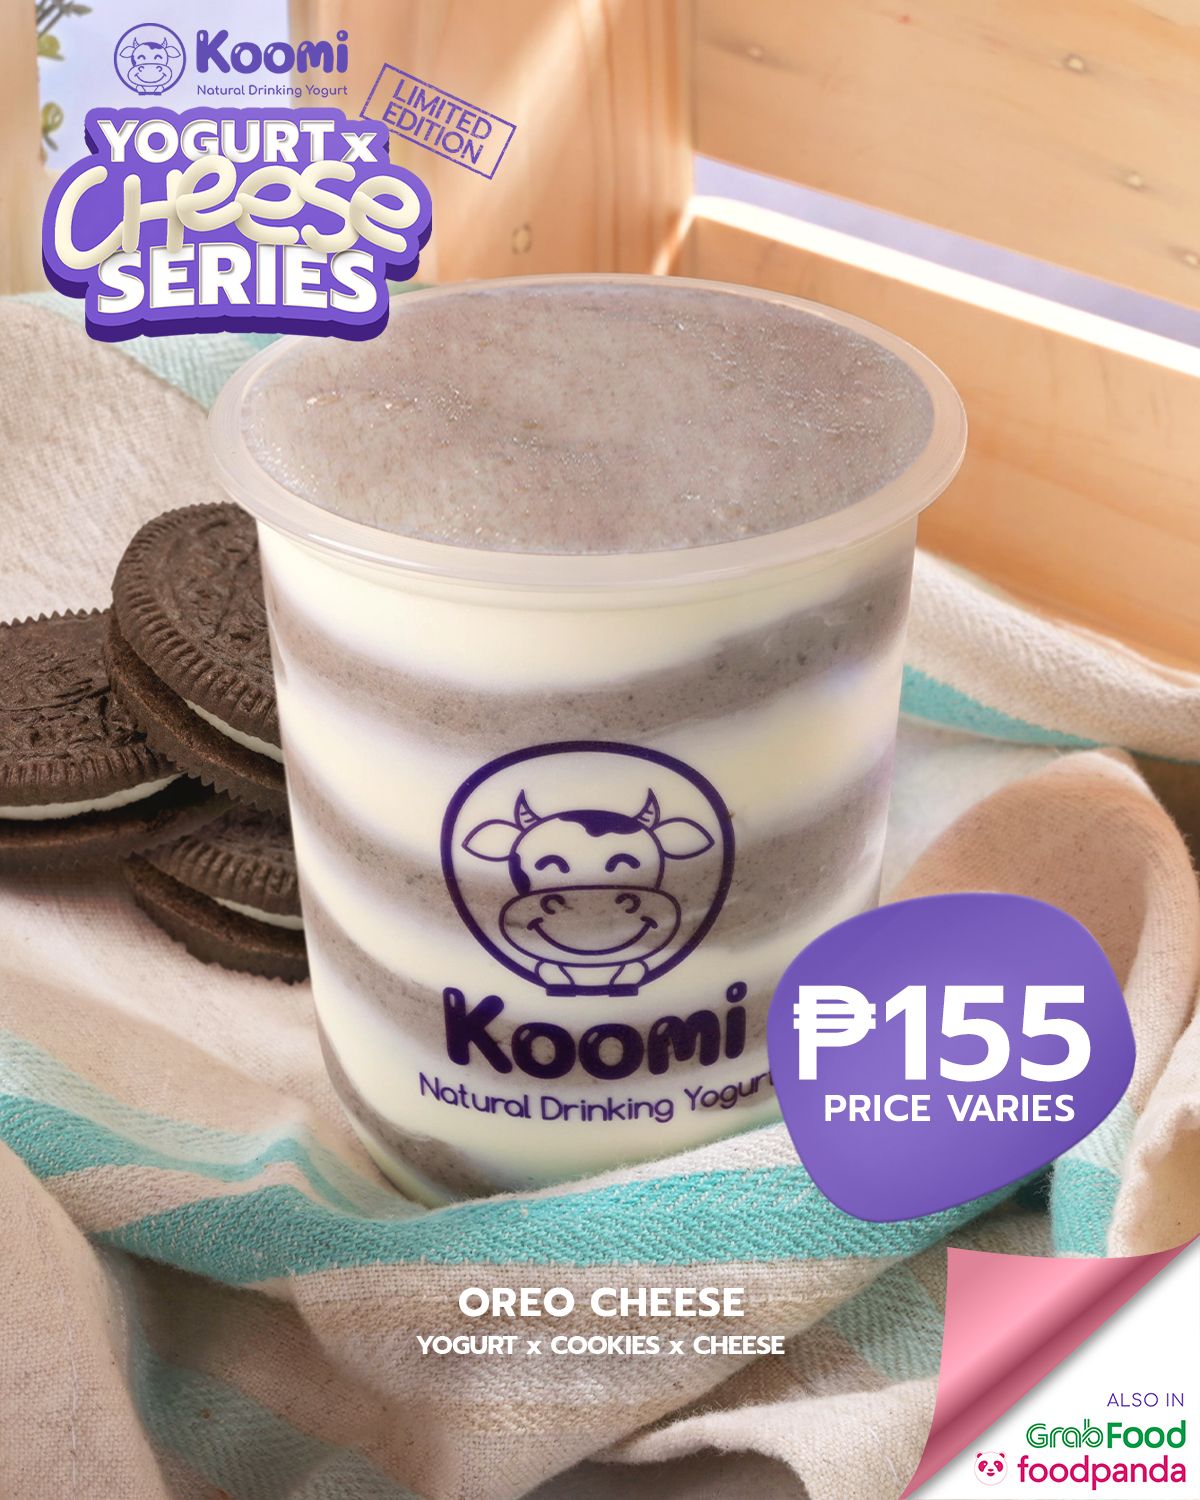 Koomi
Natural Drinking Yogurt
LIMITED
EDITION
YOGURT x
CHeese
SERIES
Koomi
Natural Drinking Yogurt
₱155
PRICE VARIES
OREO CHEESE
YOGURT x COOKIES x CHEESE
ALSO IN
GrabFood
foodpanda